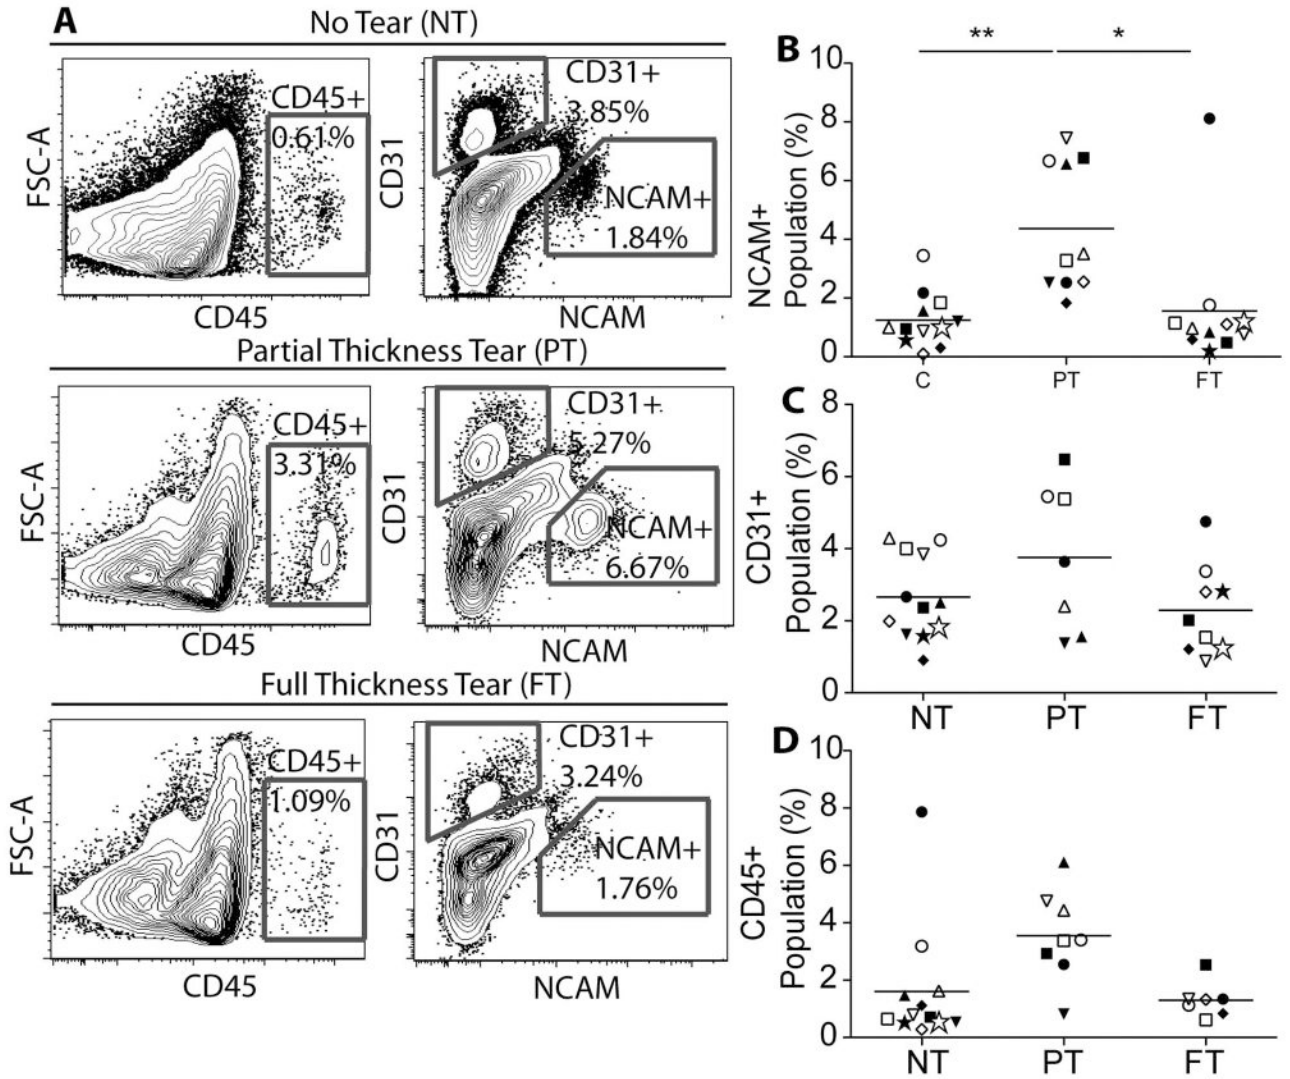 A
No Tear (NT)
FSC-A
CD45+
0.61%
CD45
CD31
CD31+
3.85%
NCAM+
1.84%
NCAM
Partial Thickness Tear (PT)
FSC-A
CD45+
3.31%
CD45
CD31
CD31+
5.27%
NCAM+
6.67%
NCAM
Full Thickness Tear (FT)
FSC-A
CD45+
1.09%
CD45
CD31
CD31+
3.24%
NCAM+
1.76%
NCAM
B
** *
NCAM+
Population (%)
10
8
6
4
2
0
C PT FT
C
CD31+
Population (%)
8
6
4
2
0
NT PT FT
D
CD45+
Population (%)
10
8
6
4
2
0
NT PT FT